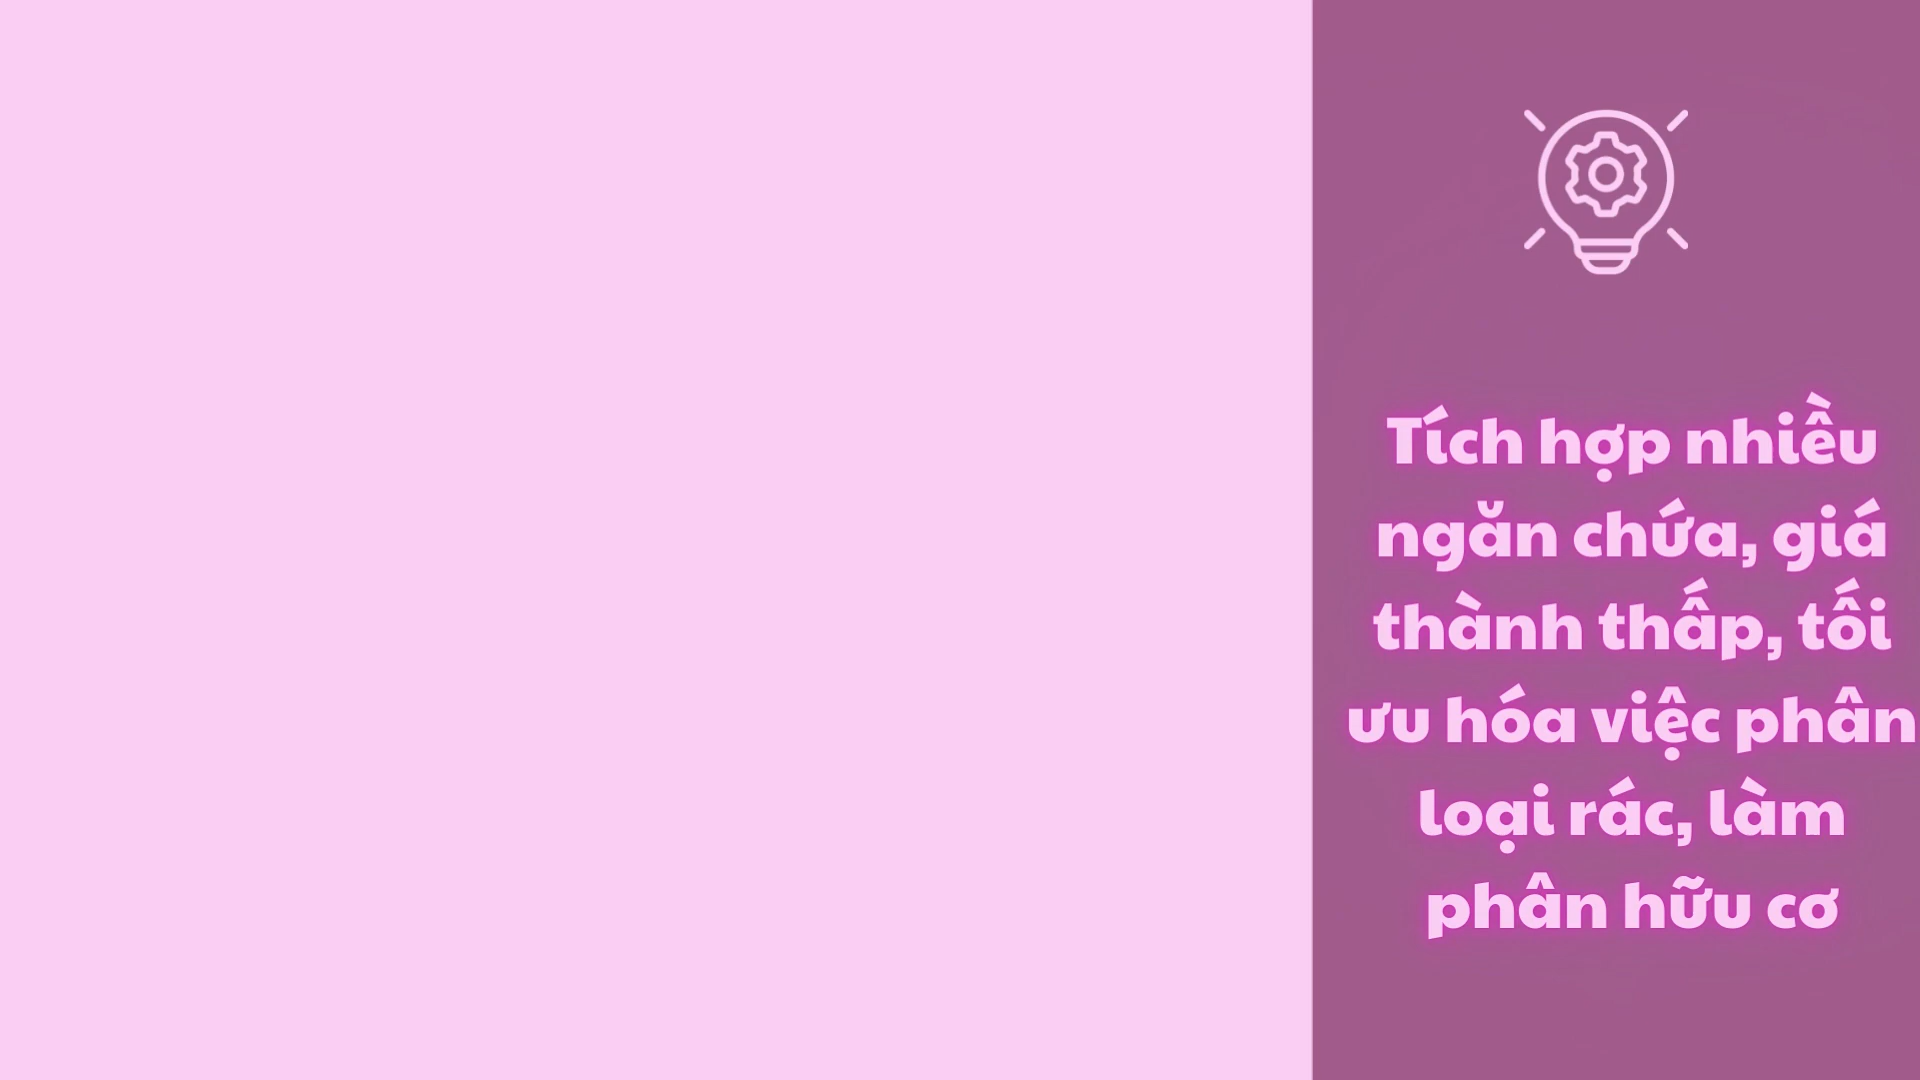 Tích hợp nhiều
ngăn chứa, giá
thành thấp, tối
ưu hóa việc phân
loại rác, làm
phân hữu cơ